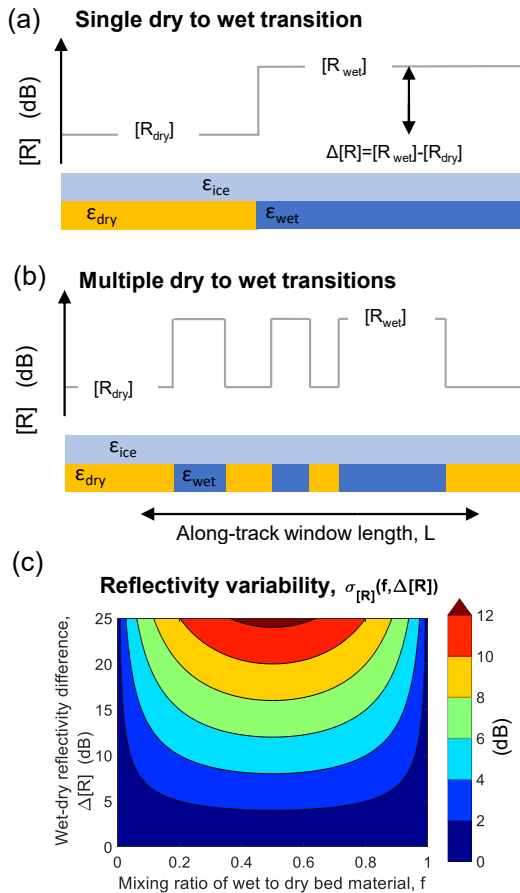 (a)
Single dry to wet transition
[R] (dB)
[R_wet]
[R_dry]
Δ[R]=[R_wet]-[R_dry]
ε_ice
ε_dry
ε_wet
(b)
Multiple dry to wet transitions
[R] (dB)
[R_wet]
[R_dry]
ε_ice
ε_dry
ε_wet
Along-track window length, L
(c)
Reflectivity variability, σ_[R](f,Δ[R])
Wet-dry reflectivity difference,
Δ[R] (dB)
25
20
15
10
5
0
0 0.2 0.4 0.6 0.8 1
Mixing ratio of wet to dry bed material, f
12
10
8
6
4
2
0
(dB)